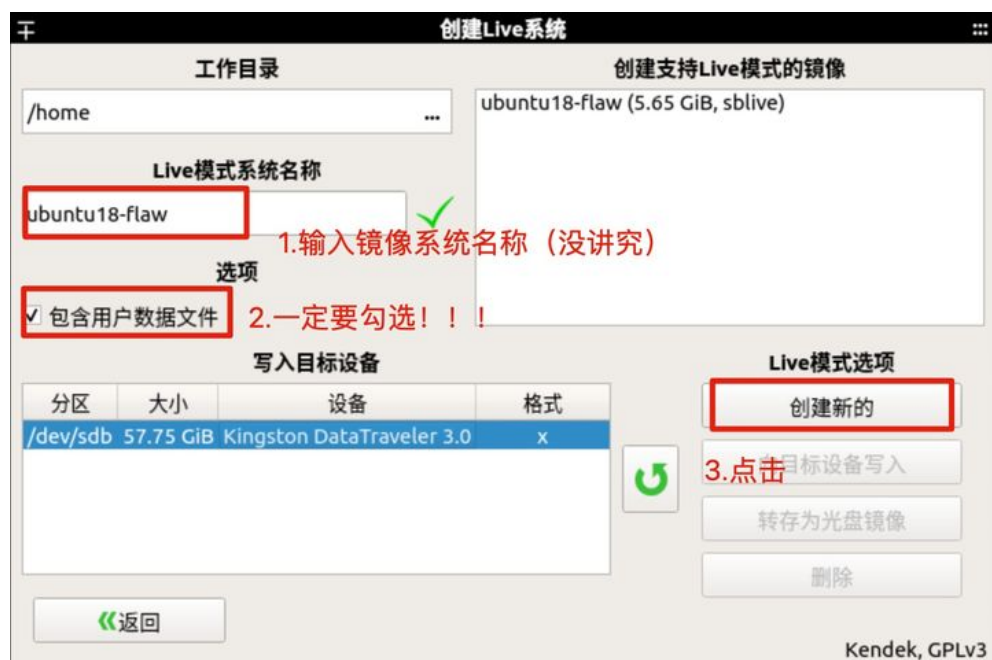 创建Live系统
工作目录
/home
...
Live模式系统名称
ubuntu18-flaw
1.输入镜像系统名称（没讲究）
选项
包含用户数据文件
2.一定要勾选！！！
创建支持Live模式的镜像
ubuntu18-flaw (5.65 GiB, sblive)
写入目标设备
分区 大小 设备 格式
/dev/sdb 57.75 GiB Kingston DataTraveler 3.0 x
Live模式选项
创建新的
3.点击
目标设备写入
转存为光盘镜像
删除
返回
Kendek, GPLv3